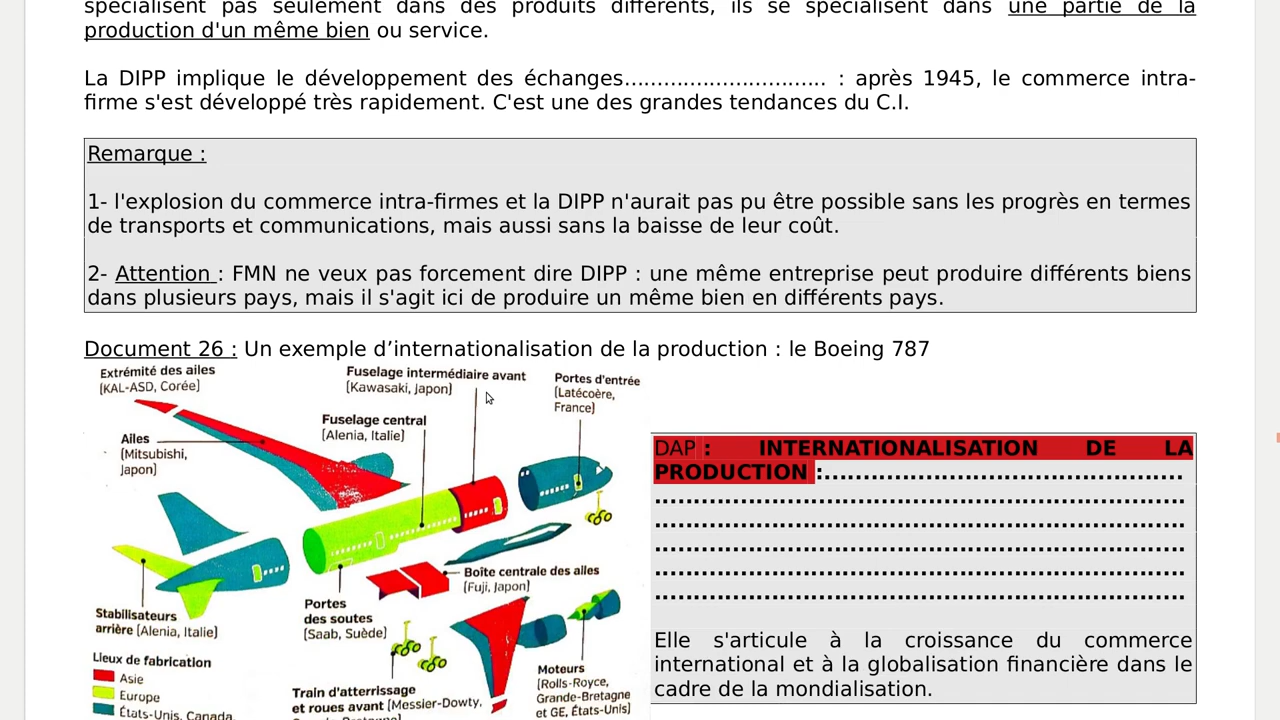 spécialisent pas seulement dans des produits différents, ils se spécialisent dans une partie de la
production d'un même bien ou service.
La DIPP implique le développement des échanges.............................. : après 1945, le commerce intra-
firme s'est développé très rapidement. C'est une des grandes tendances du C.I.
Remarque :
1- l'explosion du commerce intra-firmes et la DIPP n'aurait pas pu être possible sans les progrès en termes
de transports et communications, mais aussi sans la baisse de leur coût.
2- Attention : FMN ne veux pas forcement dire DIPP : une même entreprise peut produire différents biens
dans plusieurs pays, mais il s'agit ici de produire un même bien en différents pays.
Document 26 : Un exemple d’internationalisation de la production : le Boeing 787
Extrémité des ailes
(KAL-ASD, Corée)
Fuselage intermédiaire avant
(Kawasaki, Japon)
Portes d'entrée
(Latécoère,
France)
Fuselage central
(Alenia, Italie)
Ailes
(Mitsubishi,
Japon)
Boîte centrale des ailes
(Fuji, Japon)
Portes
des soutes
(Saab, Suède)
Stabilisateurs
arrière (Alenia, Italie)
Lieux de fabrication
Asie
Europe
États-Unis, Canada,
Train d'atterrissage
et roues avant (Messier-Dowty,
Moteurs
(Rolls-Royce,
Grande-Bretagne
et GE, États-Unis)
DAP : INTERNATIONALISATION DE LA
PRODUCTION :..........................................
..............................................................
..............................................................
..............................................................
..............................................................
..............................................................
Elle s'articule à la croissance du commerce
international et à la globalisation financière dans le
cadre de la mondialisation.